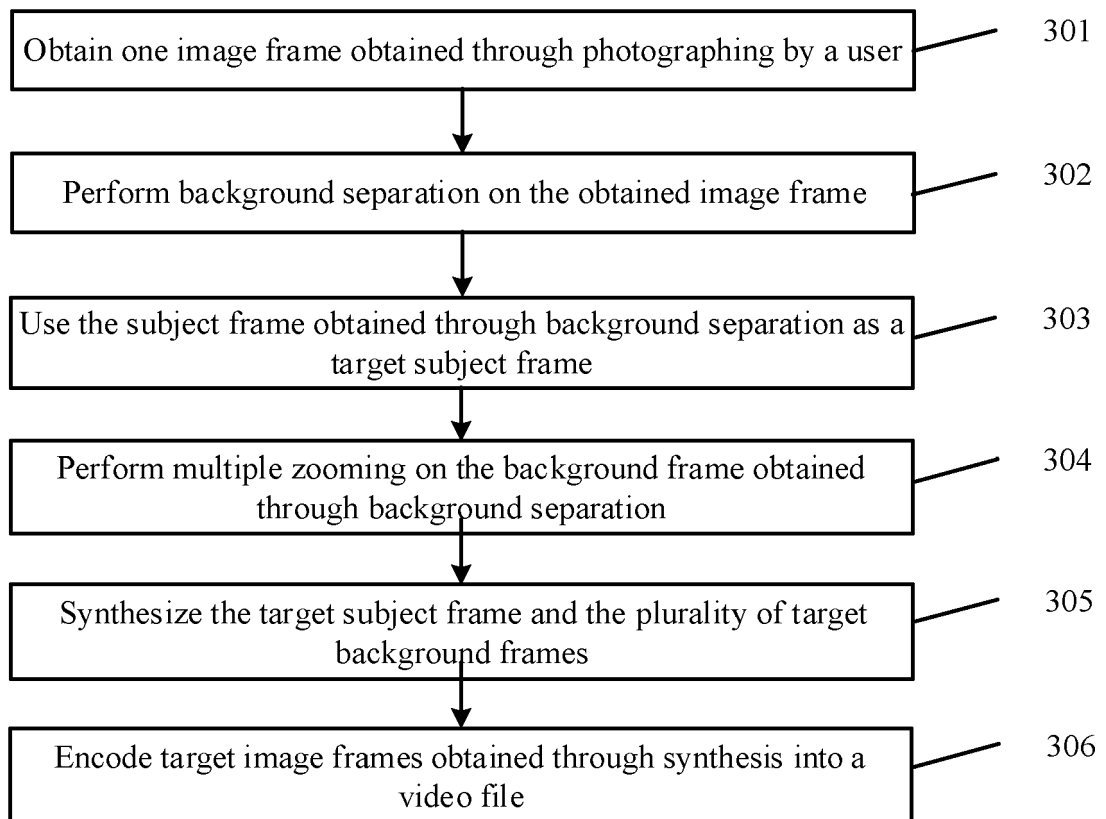 Obtain one image frame obtained through photographing by a user
301
Perform background separation on the obtained image frame
302
Use the subject frame obtained through background separation as a
target subject frame
303
Perform multiple zooming on the background frame obtained
through background separation
304
Synthesize the target subject frame and the plurality of target
background frames
305
Encode target image frames obtained through synthesis into a
video file
306